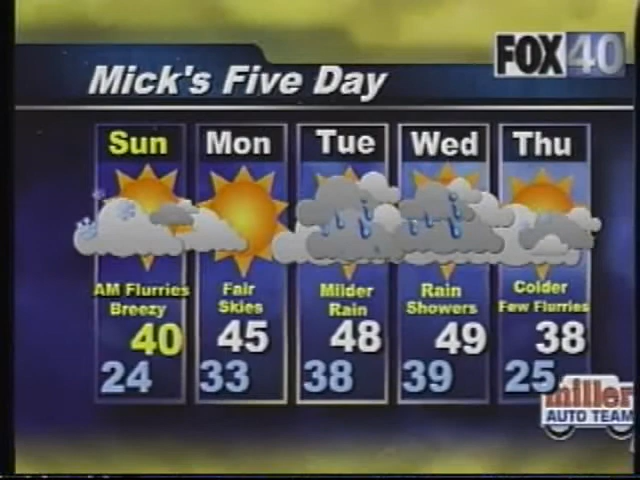 FOX 40
Mick's Five Day
Sun Mon Tue Wed Thu
AM Flurries
Breezy
Fair
Skies
Milder
Rain
Rain
Showers
Colder
Few Flurries
40 45 48 49 38
24 33 38 39 25
miller
AUTO TEAM